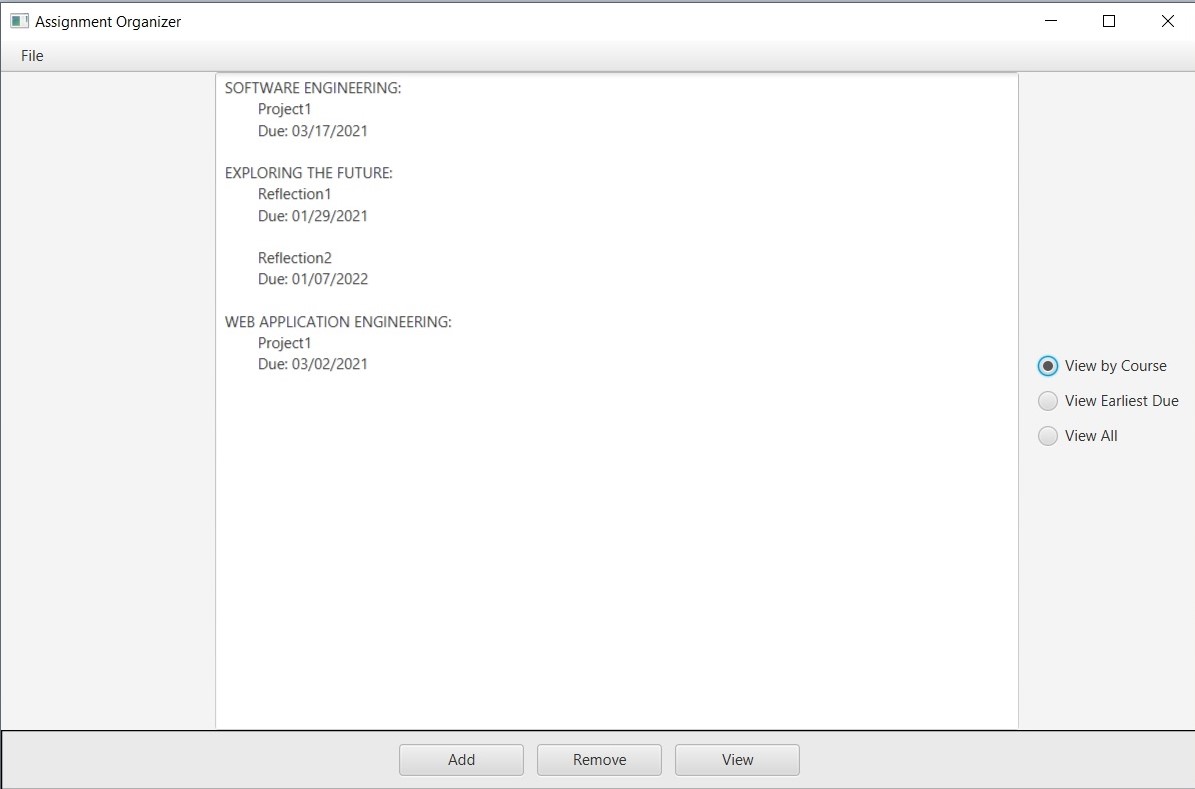 Assignment Organizer
File
SOFTWARE ENGINEERING:
Project1
Due: 03/17/2021
EXPLORING THE FUTURE:
Reflection1
Due: 01/29/2021
Reflection2
Due: 01/07/2022
WEB APPLICATION ENGINEERING:
Project1
Due: 03/02/2021
View by Course
View Earliest Due
View All
Add
Remove
View